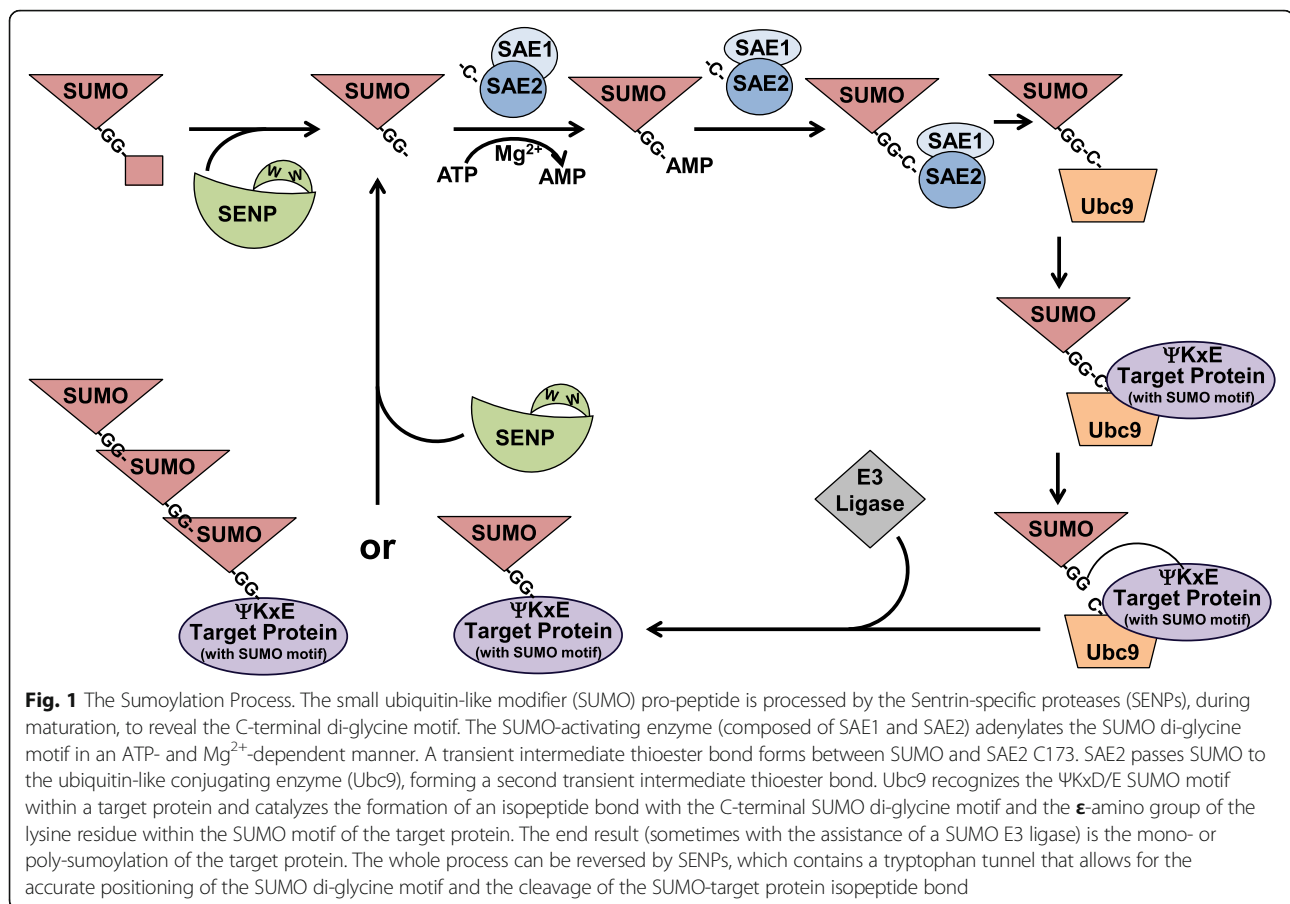 SUMO
-GG-
SENP
W W
SUMO
-GG-
-C-
SAE1
SAE2
ATP
Mg²⁺
AMP
SUMO
-GG-
AMP
-C-
SAE1
SAE2
SUMO
-GG-C-
SAE1
SAE2
SUMO
-GG-C-
Ubc9
SUMO
-GG-C-
ΨKxE
Target Protein
(with SUMO motif)
Ubc9
SUMO
-GG C-
ΨKxE
Target Protein
(with SUMO motif)
Ubc9
E3
Ligase
SENP
W W
SUMO
-GG-
SUMO
-GG-
SUMO
-GG-
ΨKxE
Target Protein
(with SUMO motif)
or
SUMO
-GG-
ΨKxE
Target Protein
(with SUMO motif)
Fig. 1 The Sumoylation Process. The small ubiquitin-like modifier (SUMO) pro-peptide is processed by the Sentrin-specific proteases (SENPs), during
maturation, to reveal the C-terminal di-glycine motif. The SUMO-activating enzyme (composed of SAE1 and SAE2) adenylates the SUMO di-glycine
motif in an ATP- and Mg²⁺-dependent manner. A transient intermediate thioester bond forms between SUMO and SAE2 C173. SAE2 passes SUMO to
the ubiquitin-like conjugating enzyme (Ubc9), forming a second transient intermediate thioester bond. Ubc9 recognizes the ΨKxD/E SUMO motif
within a target protein and catalyzes the formation of an isopeptide bond with the C-terminal SUMO di-glycine motif and the ε-amino group of the
lysine residue within the SUMO motif of the target protein. The end result (sometimes with the assistance of a SUMO E3 ligase) is the mono- or
poly-sumoylation of the target protein. The whole process can be reversed by SENPs, which contains a tryptophan tunnel that allows for the
accurate positioning of the SUMO di-glycine motif and the cleavage of the SUMO-target protein isopeptide bond